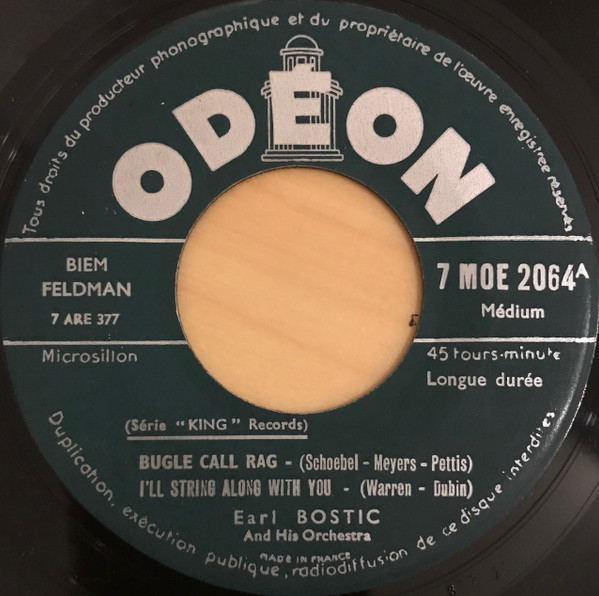 Tous droits du producteur phonographique et du propriétaire de l'œuvre enregistrée réservés
ODÉON
BIEM
FELDMAN
7 ARE 377
7 MOE 2064 A
Médium
Microsillon
45 tours-minute
Longue durée
(Série "KING" Records)
BUGLE CALL RAG - (Schoebel - Meyers - Pettis)
I'LL STRING ALONG WITH YOU - (Warren - Dubin)
Earl BOSTIC
And His Orchestra
MADE IN FRANCE
Duplication, exécution publique, radiodiffusion de ce disque interdites